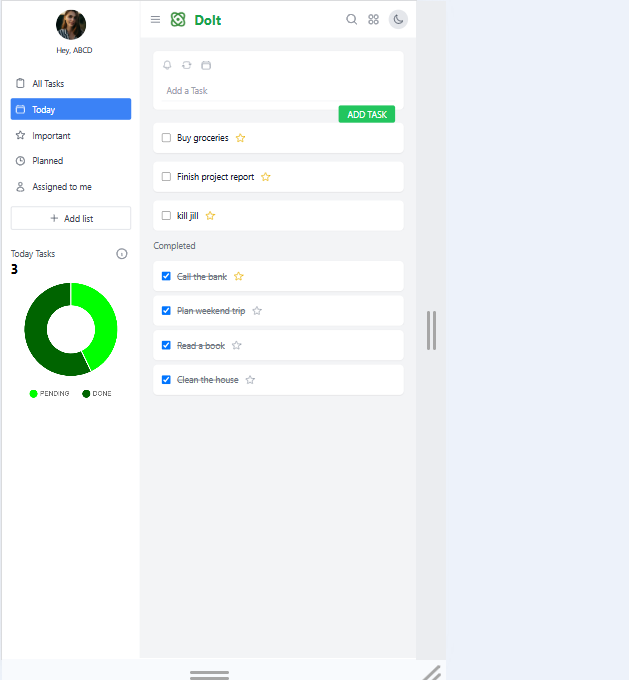 Hey, ABCD
All Tasks
Today
Important
Planned
Assigned to me
Add list
Today Tasks
3
PENDING DONE
DoIt
Add a Task
ADD TASK
Buy groceries
Finish project report
kill jill
Completed
Call the bank
Plan weekend trip
Read a book
Clean the house